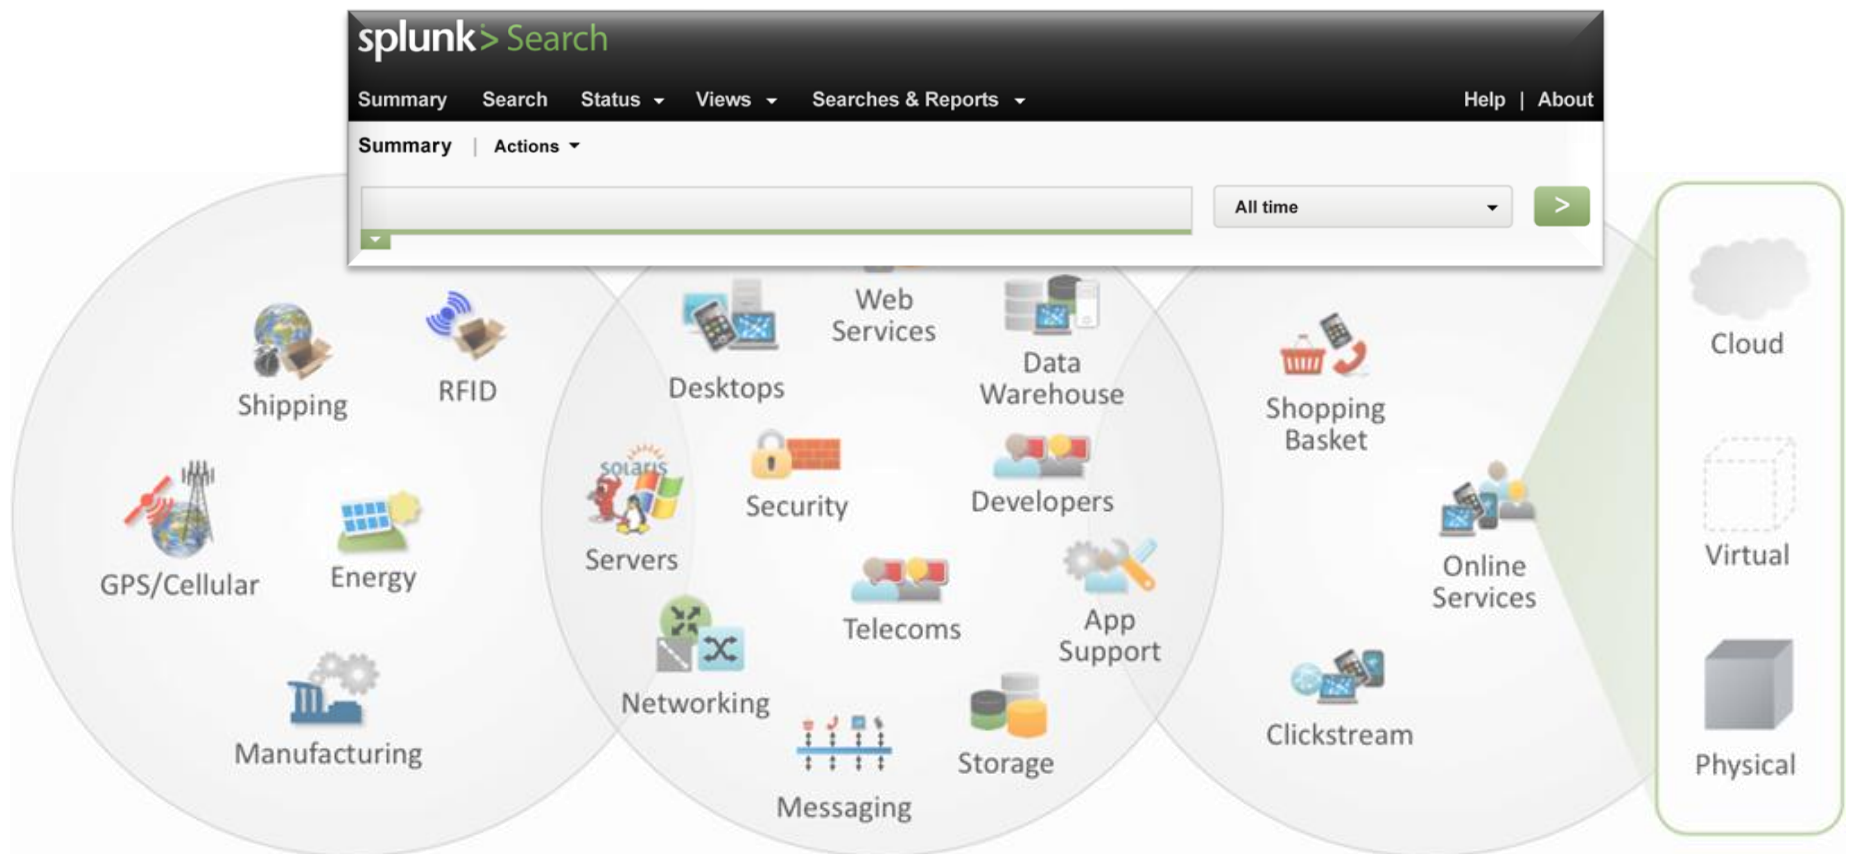 splunk> Search
Summary Search Status Views Searches & Reports Help | About
Summary | Actions
All time
>
Web
Services
Data
Warehouse
Desktops
Shipping
RFID
Shopping
Basket
Cloud
solaris
Servers
Security
Developers
GPS/Cellular
Energy
Telecoms
App
Support
Online
Services
Virtual
Networking
Manufacturing
Messaging
Storage
Clickstream
Physical